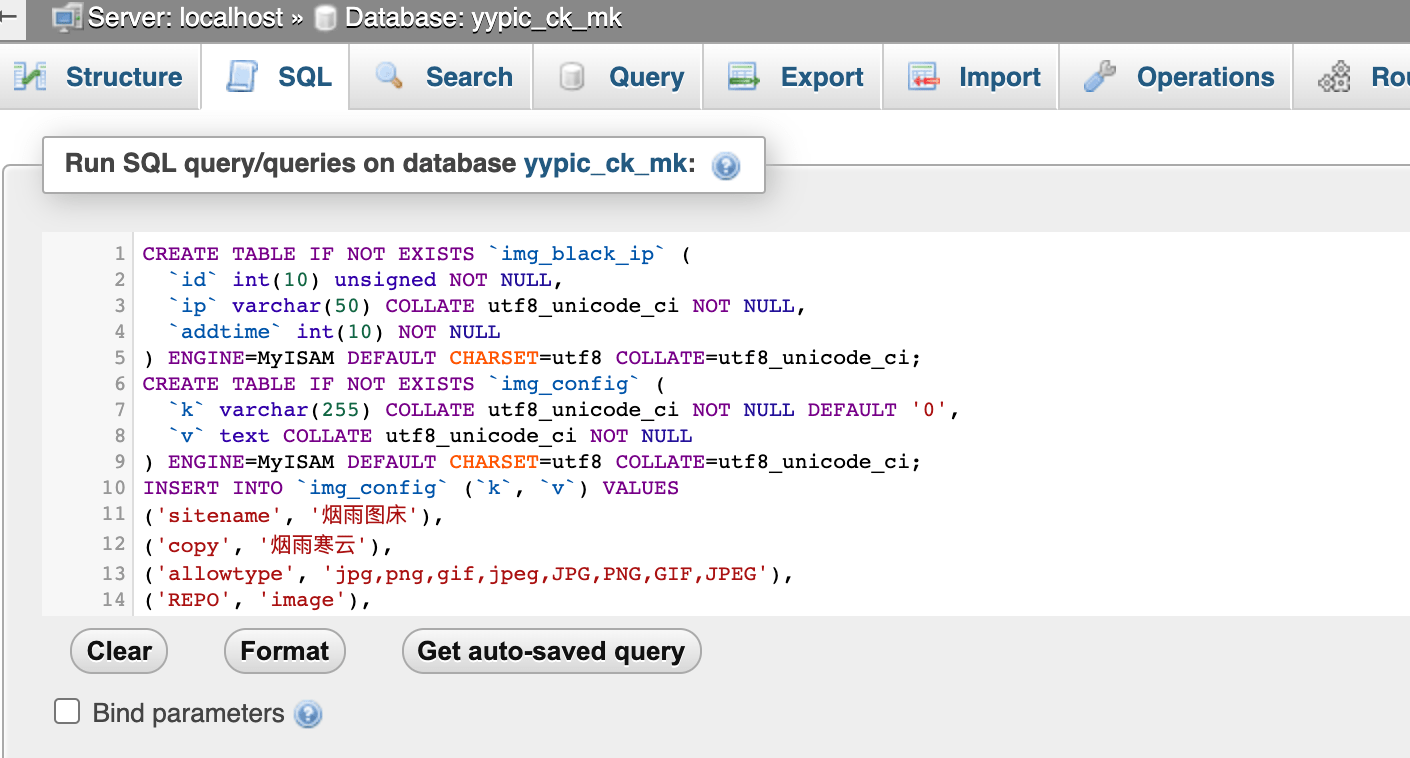 Server: localhost » Database: yypic_ck_mk
Structure SQL Search Query Export Import Operations
Run SQL query/queries on database yypic_ck_mk:
1 CREATE TABLE IF NOT EXISTS `img_black_ip` (
2 `id` int(10) unsigned NOT NULL,
3 `ip` varchar(50) COLLATE utf8_unicode_ci NOT NULL,
4 `addtime` int(10) NOT NULL
5 ) ENGINE=MyISAM DEFAULT CHARSET=utf8 COLLATE=utf8_unicode_ci;
6 CREATE TABLE IF NOT EXISTS `img_config` (
7 `k` varchar(255) COLLATE utf8_unicode_ci NOT NULL DEFAULT '0',
8 `v` text COLLATE utf8_unicode_ci NOT NULL
9 ) ENGINE=MyISAM DEFAULT CHARSET=utf8 COLLATE=utf8_unicode_ci;
10 INSERT INTO `img_config` (`k`, `v`) VALUES
11 ('sitename', '烟雨图床'),
12 ('copy', '烟雨寒云'),
13 ('allowtype', 'jpg,png,gif,jpeg,JPG,PNG,GIF,JPEG'),
14 ('REPO', 'image'),
Clear Format Get auto-saved query
Bind parameters